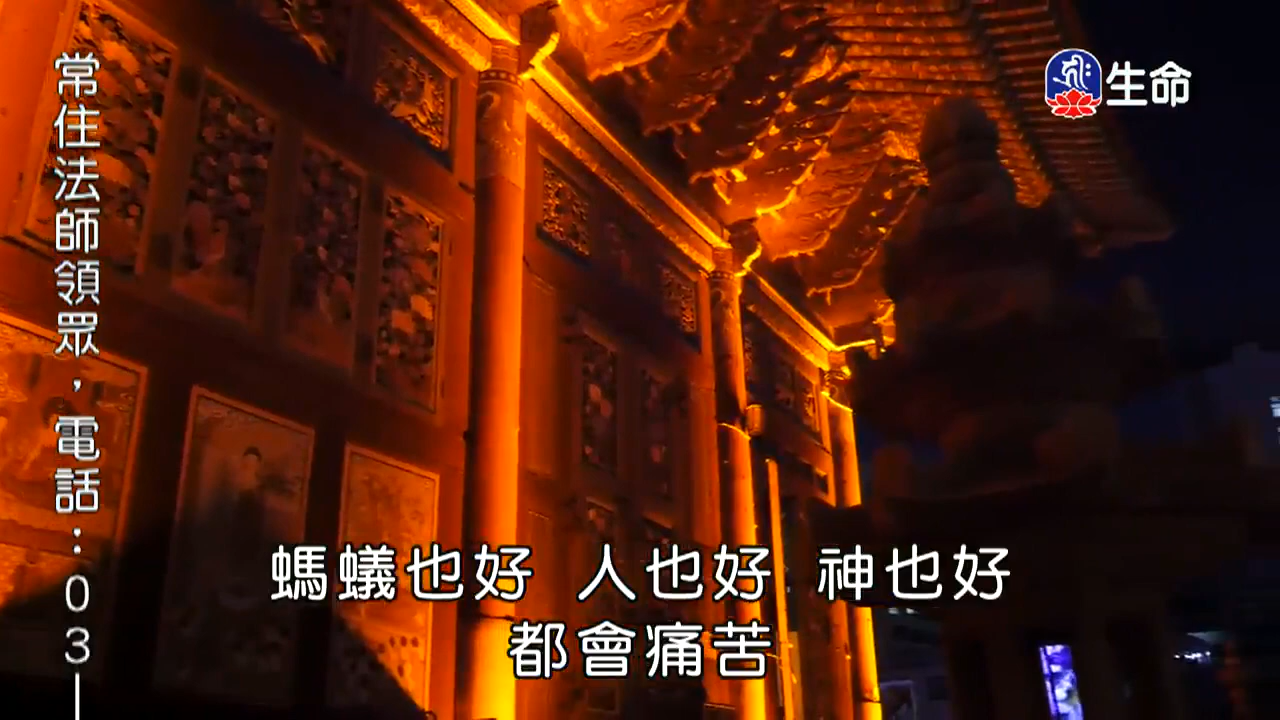 常住法師領眾，電話：03—
生命
螞蟻也好 人也好 神也好
都會痛苦